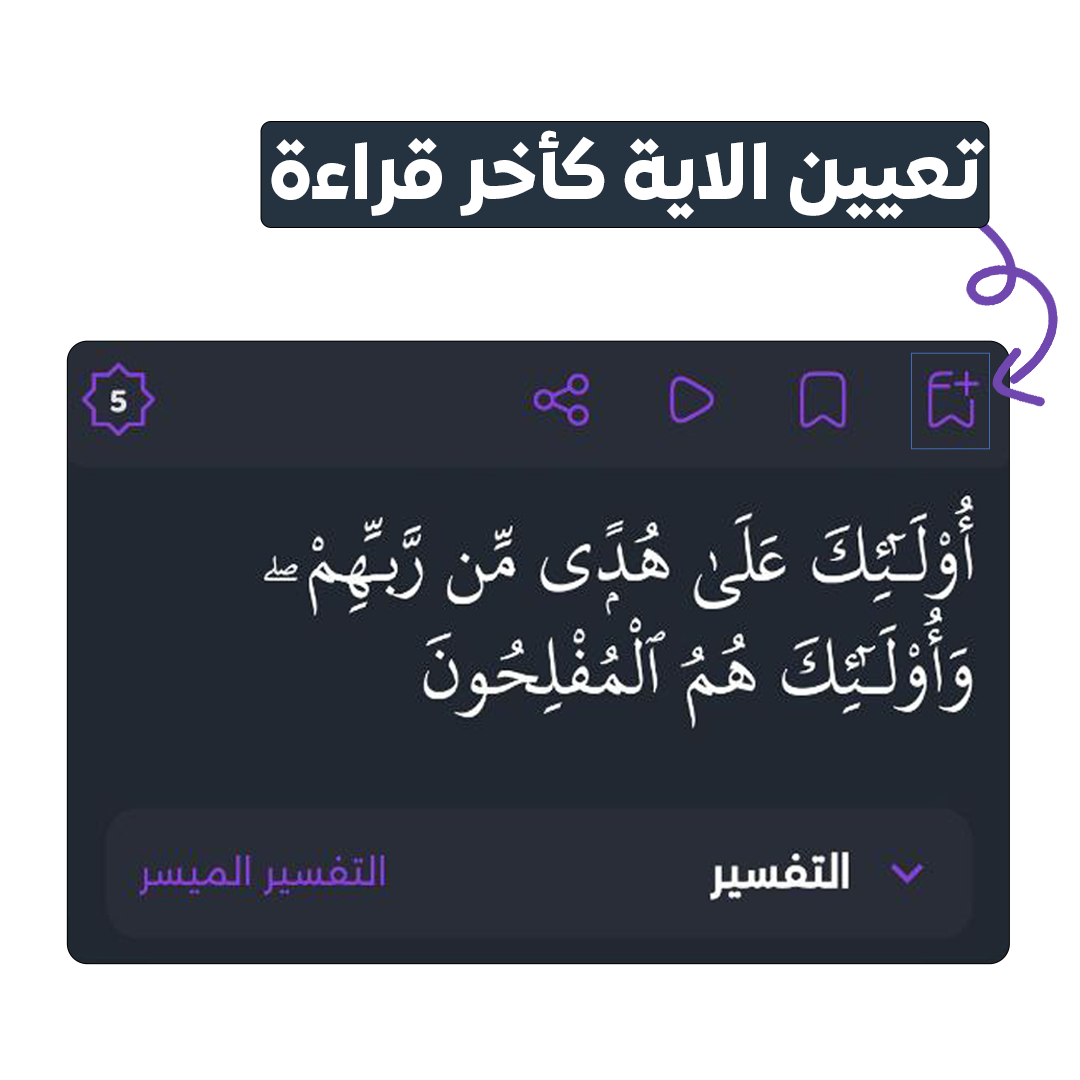 تعيين الاية كأخر قراءة
5
أُوْلَـٰٓئِكَ عَلَىٰ هُدًۭى مِّن رَّبِّهِمْ ۖ
وَأُوْلَـٰٓئِكَ هُمُ ٱلْمُفْلِحُونَ
التفسير
التفسير الميسر